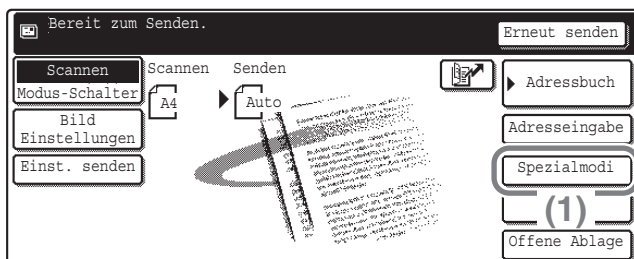 Bereit zum Senden.
Erneut senden
Scannen
Modus-Schalter
Bild
Einstellungen
Einst. senden
Scannen
A4
Senden
Auto
Adressbuch
Adresseingabe
Spezialmodi
(1)
Offene Ablage